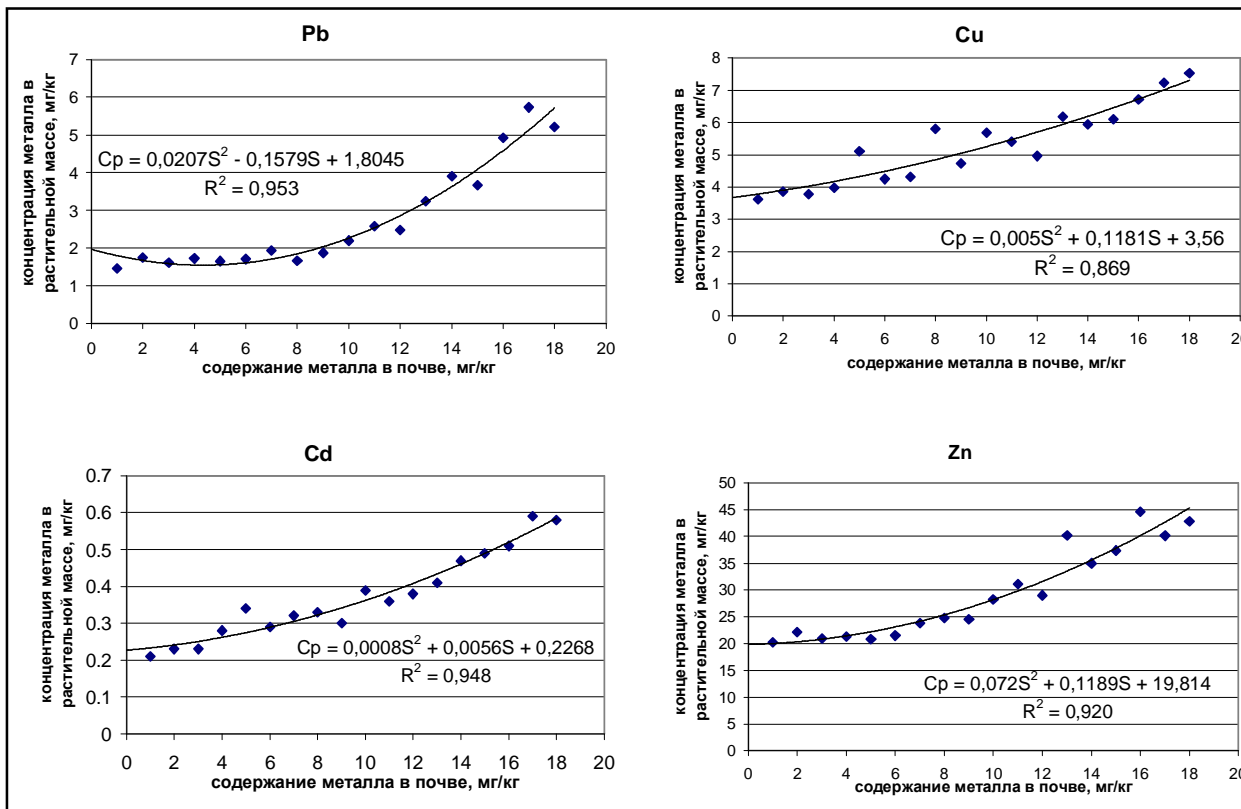 Pb
концентрация металла в
растительной массе, мг/кг
7
6
5
4
3
2
1
0
Ср = 0,0207S² - 0,1579S + 1,8045
R² = 0,953
0 2 4 6 8 10 12 14 16 18 20
содержание металла в почве, мг/кг
Cu
концентрация металла в
растительной массе, мг/кг
8
7
6
5
4
3
2
1
0
Ср = 0,005S² + 0,1181S + 3,56
R² = 0,869
0 2 4 6 8 10 12 14 16 18 20
содержание металла в почве, мг/кг
Cd
концентрация металла в
растительной массе, мг/кг
0.7
0.6
0.5
0.4
0.3
0.2
0.1
0
Ср = 0,0008S² + 0,0056S + 0,2268
R² = 0,948
0 2 4 6 8 10 12 14 16 18 20
содержание металла в почве, мг/кг
Zn
концентрация металла в
растительной массе, мг/кг
50
45
40
35
30
25
20
15
10
5
0
Ср = 0,072S² + 0,1189S + 19,814
R² = 0,920
0 2 4 6 8 10 12 14 16 18 20
содержание металла в почве, мг/кг